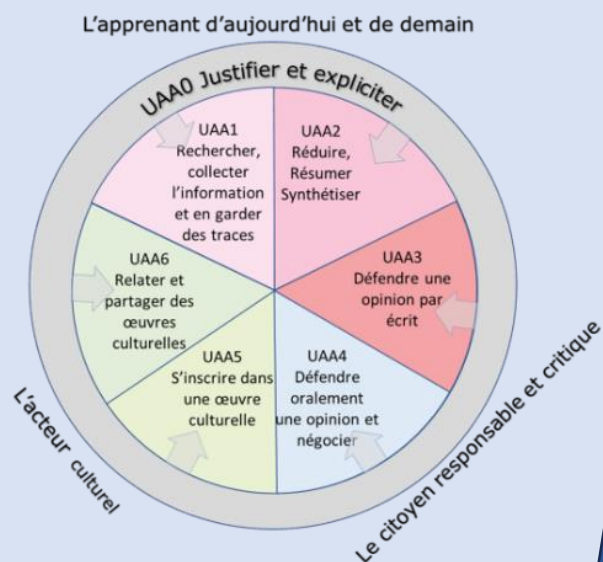 L’apprenant d’aujourd’hui et de demain
UAA0 Justifier et expliciter
UAA1
Rechercher,
collecter
l’information
et en garder
des traces
UAA2
Réduire,
Résumer
Synthétiser
UAA3
Défendre une
opinion par
écrit
UAA4
Défendre
oralement
une opinion et
négocier
UAA5
S’inscrire dans
une œuvre
culturelle
UAA6
Relater et
partager des
œuvres
culturelles
L’acteur culturel
Le citoyen responsable et critique